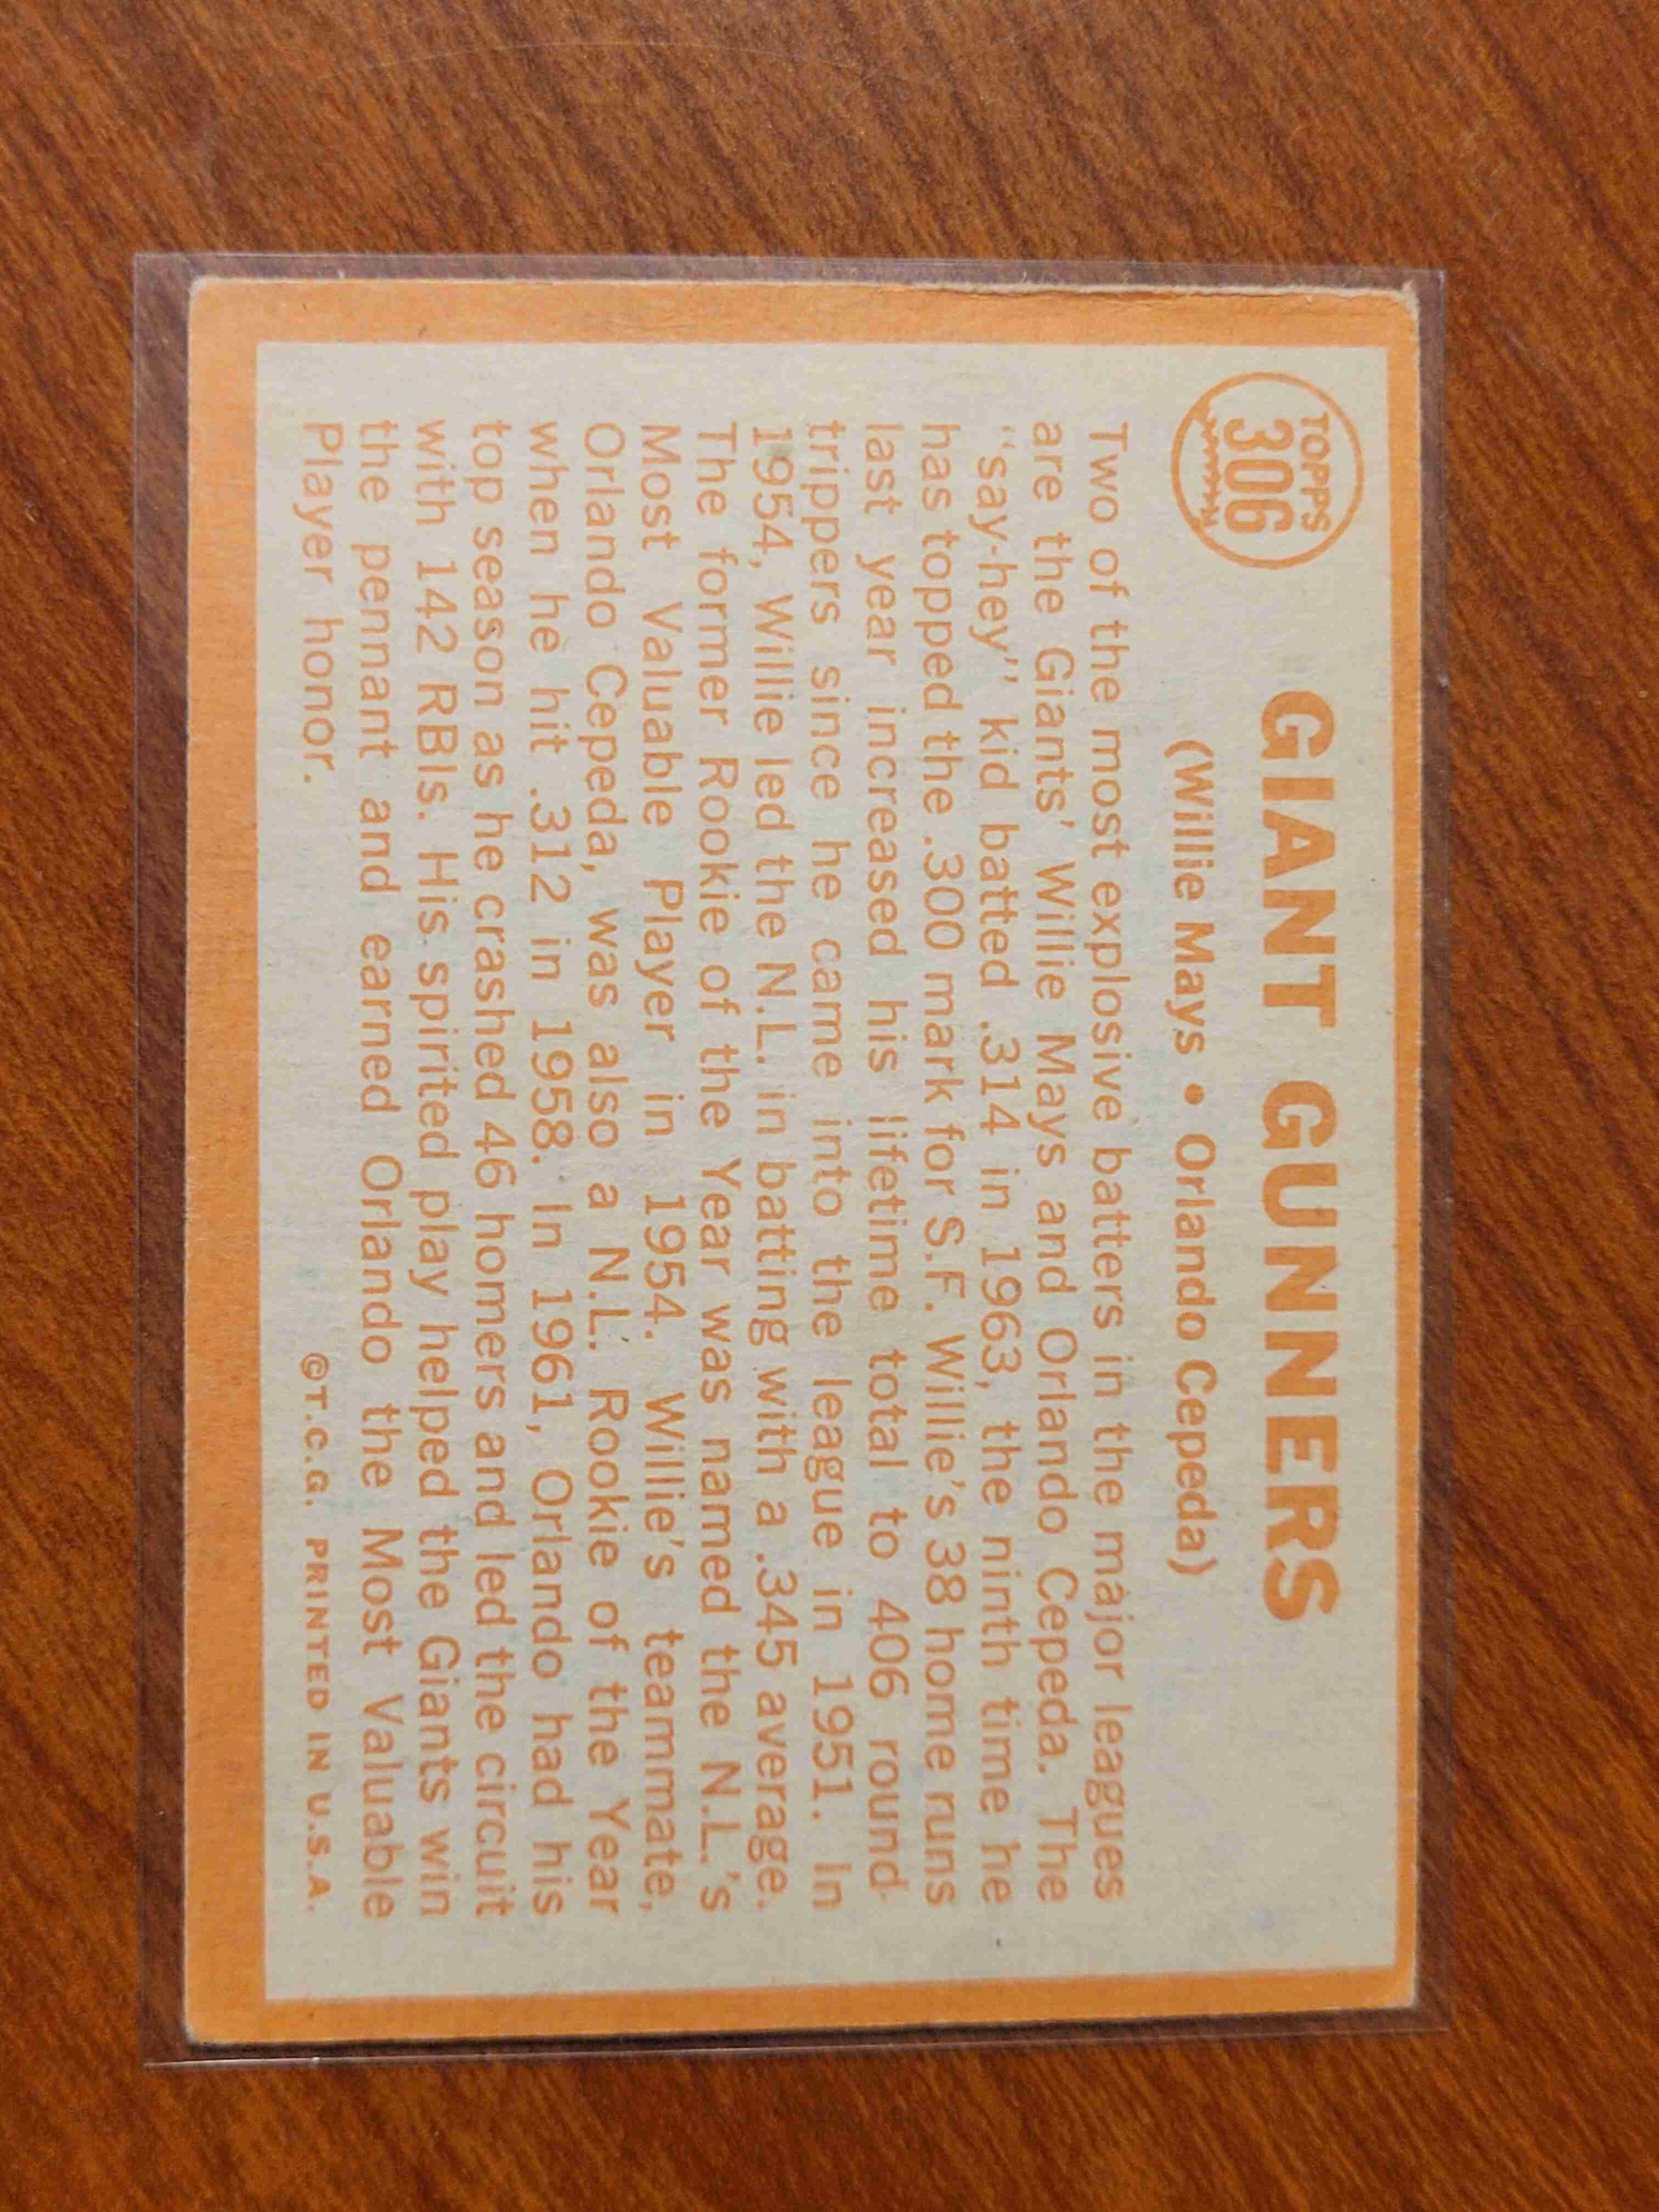 TOPPS
306
GIANT GUNNERS
(Willie Mays • Orlando Cepeda)
Two of the most explosive batters in the major leagues
are the Giants' Willie Mays and Orlando Cepeda. The
"say-hey" kid batted .314 in 1963, the ninth time he
has topped the .300 mark for S.F. Willie's 38 home runs
last year increased his lifetime total to 406 round
trippers since he came into the league in 1951. In
1954, Willie led the N.L. in batting with a .345 average.
The former Rookie of the Year was named the N.L.'s
Most Valuable Player in 1954. Willie's teammate,
Orlando Cepeda, was also a N.L. Rookie of the Year
when he hit .312 in 1958. In 1961, Orlando had his
top season as he crashed 46 homers and led the circuit
with 142 RBIs. His spirited play helped the Giants win
the pennant and earned Orlando the Most Valuable
Player honor.
©T.C.G. PRINTED IN U.S.A.